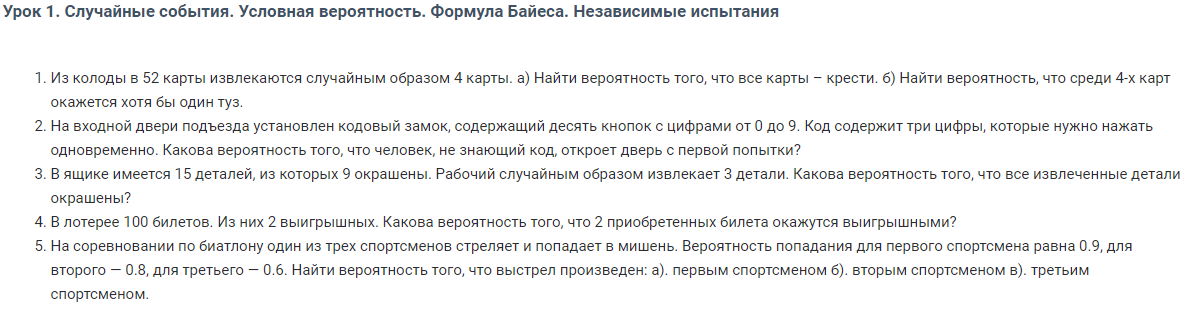 Урок 1. Случайные события. Условная вероятность. Формула Байеса. Независимые испытания
1. Из колоды в 52 карты извлекаются случайным образом 4 карты. а) Найти вероятность того, что все карты – крести. б) Найти вероятность, что среди 4-х карт
окажется хотя бы один туз.
2. На входной двери подъезда установлен кодовый замок, содержащий десять кнопок с цифрами от 0 до 9. Код содержит три цифры, которые нужно нажать
одновременно. Какова вероятность того, что человек, не знающий код, откроет дверь с первой попытки?
3. В ящике имеется 15 деталей, из которых 9 окрашены. Рабочий случайным образом извлекает 3 детали. Какова вероятность того, что все извлеченные детали
окрашены?
4. В лотерее 100 билетов. Из них 2 выигрышных. Какова вероятность того, что 2 приобретенных билета окажутся выигрышными?
5. На соревновании по биатлону один из трех спортсменов стреляет и попадает в мишень. Вероятность попадания для первого спортсмена равна 0.9, для
второго — 0.8, для третьего — 0.6. Найти вероятность того, что выстрел произведен: а). первым спортсменом б). вторым спортсменом в). третьим
спортсменом.